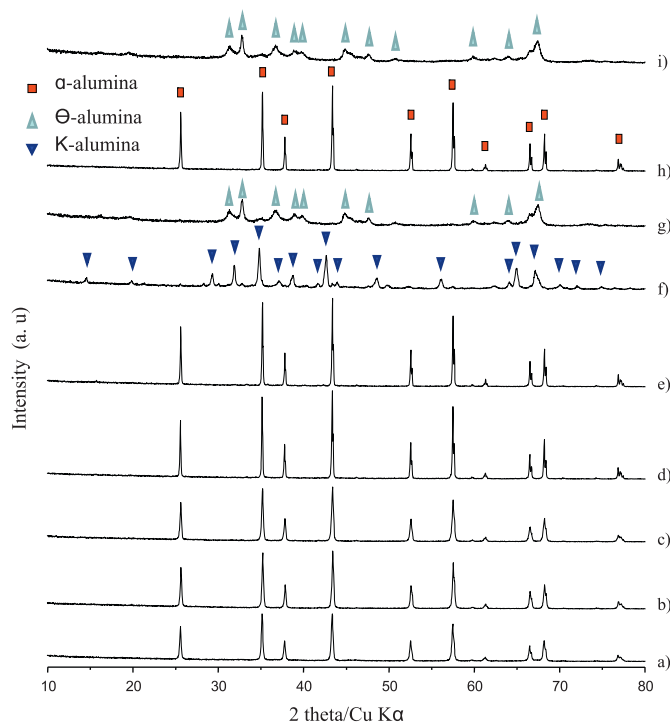 i)
α-alumina
Θ-alumina
K-alumina
h)
g)
f)
e)
d)
c)
b)
a)
Intensity (a. u)
10 20 30 40 50 60 70 80
2 theta/Cu Kα